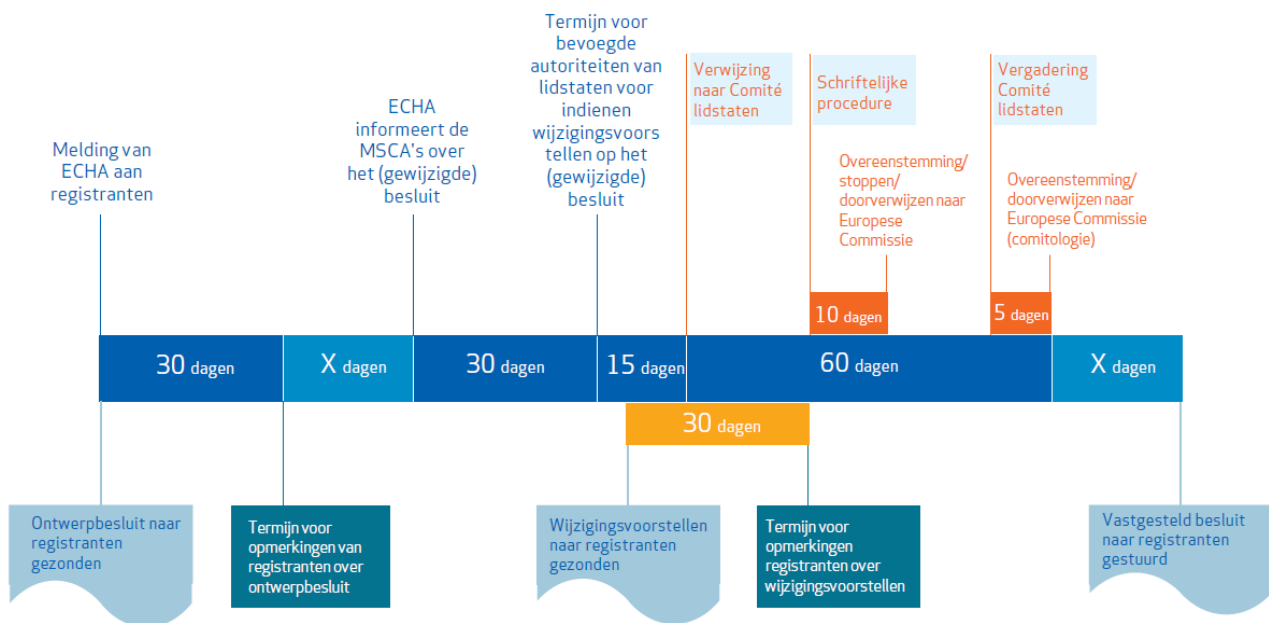 Melding van
ECHA aan
registranten
ECHA
informeert de
MSCA's over
het (gewijzigde)
besluit
Termijn voor
bevoegde
autoriteiten van
lidstaten voor
indienen
wijzigingsvoors
tellen op het
(gewijzigde)
besluit
Verwijzing
naar Comité
lidstaten
Schriftelijke
procedure
Overeenstemming/
stoppen/
doorverwijzen naar
Europese
Commissie
Vergadering
Comité
lidstaten
Overeenstemming/
doorverwijzen naar
Europese Commissie
(comitologie)
10 dagen
5 dagen
30 dagen
X dagen
30 dagen
15 dagen
60 dagen
X dagen
30 dagen
Ontwerpbesluit naar
registranten
gezonden
Termijn voor
opmerkingen van
registranten over
ontwerpbesluit
Wijzigingsvoorstellen
naar registranten
gezonden
Termijn voor
opmerkingen
registranten over
wijzigingsvoorstellen
Vastgesteld besluit
naar registranten
gestuurd